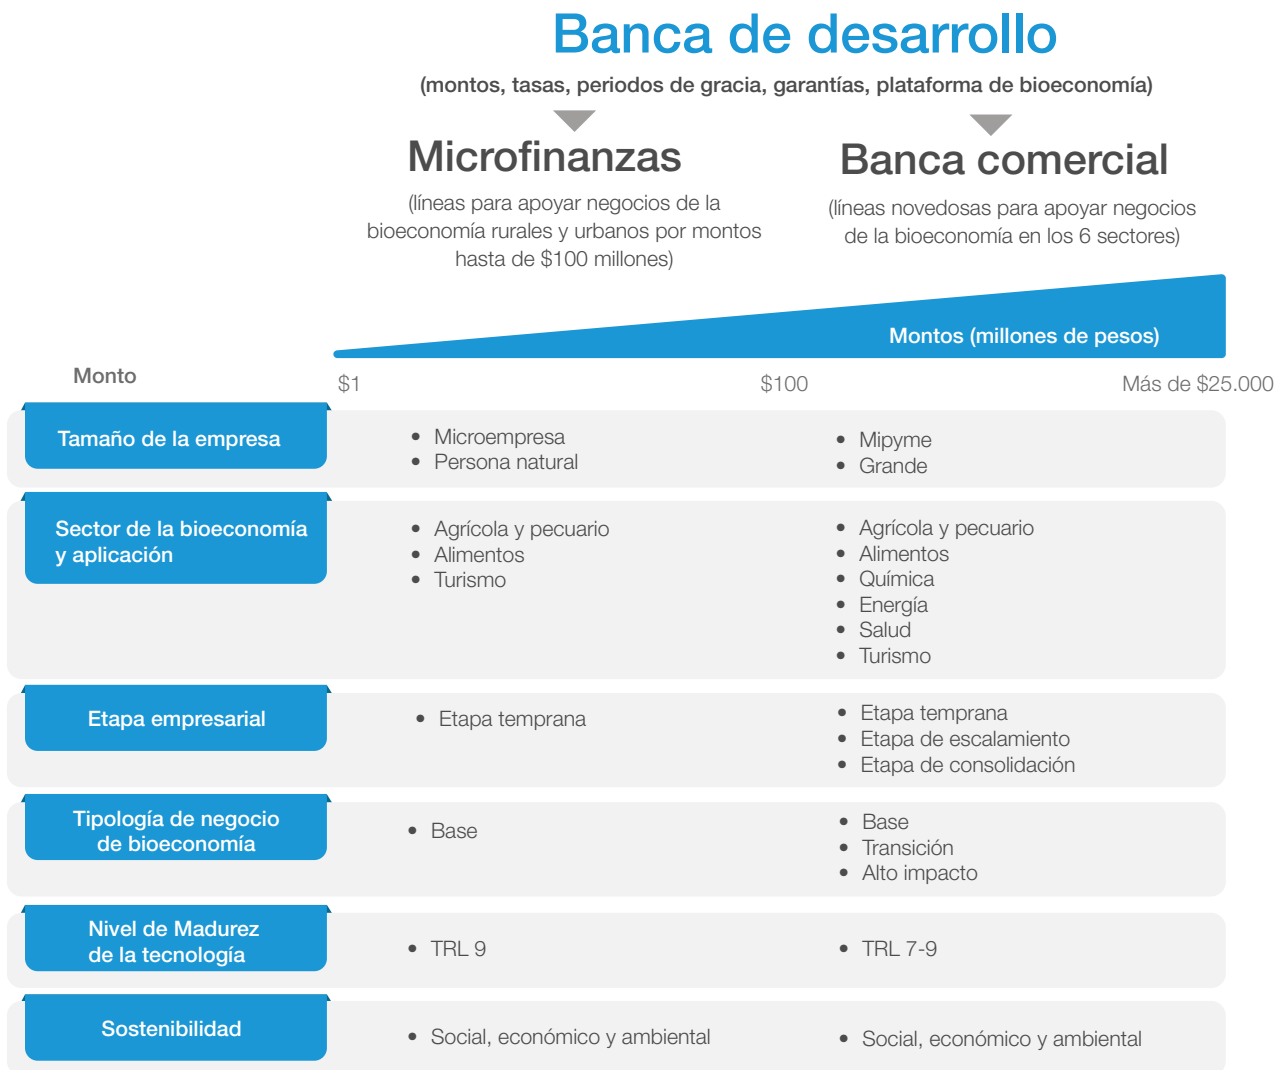 Banca de desarrollo
(montos, tasas, periodos de gracia, garantías, plataforma de bioeconomía)
Microfinanzas
(líneas para apoyar negocios de la
bioeconomía rurales y urbanos por montos
hasta de $100 millones)
Banca comercial
(líneas novedosas para apoyar negocios
de la bioeconomía en los 6 sectores)
Montos (millones de pesos)
Monto
$1
$100
Más de $25.000
Tamaño de la empresa
• Microempresa
• Persona natural
• Mipyme
• Grande
Sector de la bioeconomía
y aplicación
• Agrícola y pecuario
• Alimentos
• Turismo
• Agrícola y pecuario
• Alimentos
• Química
• Energía
• Salud
• Turismo
Etapa empresarial
• Etapa temprana
• Etapa temprana
• Etapa de escalamiento
• Etapa de consolidación
Tipología de negocio
de bioeconomía
• Base
• Base
• Transición
• Alto impacto
Nivel de Madurez
de la tecnología
• TRL 9
• TRL 7-9
Sostenibilidad
• Social, económico y ambiental
• Social, económico y ambiental